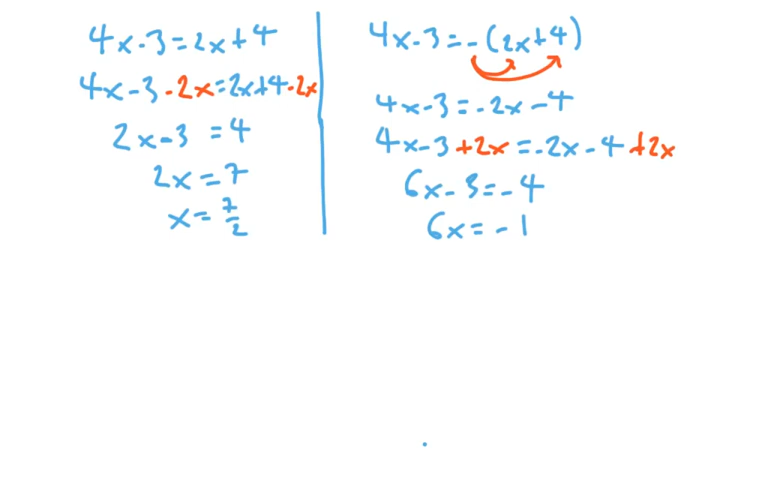 4x-3=2x+4
4x-3-2x=2x+4-2x
2x-3=4
2x=7
x=7/2
4x-3=-(2x+4)
4x-3=-2x-4
4x-3+2x=-2x-4+2x
6x-3=-4
6x=-1